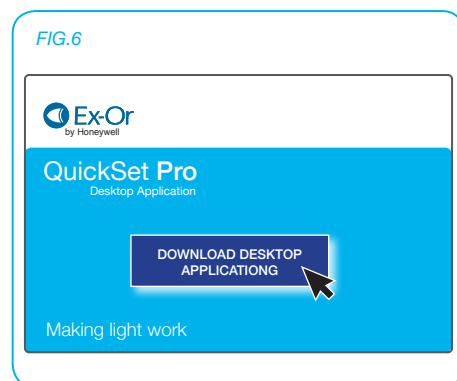 FIG.6
Ex-Or
by Honeywell
QuickSet Pro
Desktop Application
DOWNLOAD DESKTOP
APPLICATIONG
Making light work